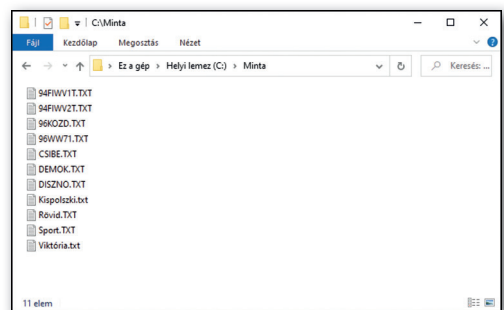 C:\Minta
Fájl Kezdőlap Megosztás Nézet
Ez a gép Helyi lemez (C:) Minta Keresés: ...
94FIWV1T.TXT
94FIWV2T.TXT
96KOZD.TXT
96WW71.TXT
CSIBE.TXT
DEMOK.TXT
DISZNO.TXT
Kispolszki.txt
Rövid.TXT
Sport.TXT
Viktória.txt
11 elem